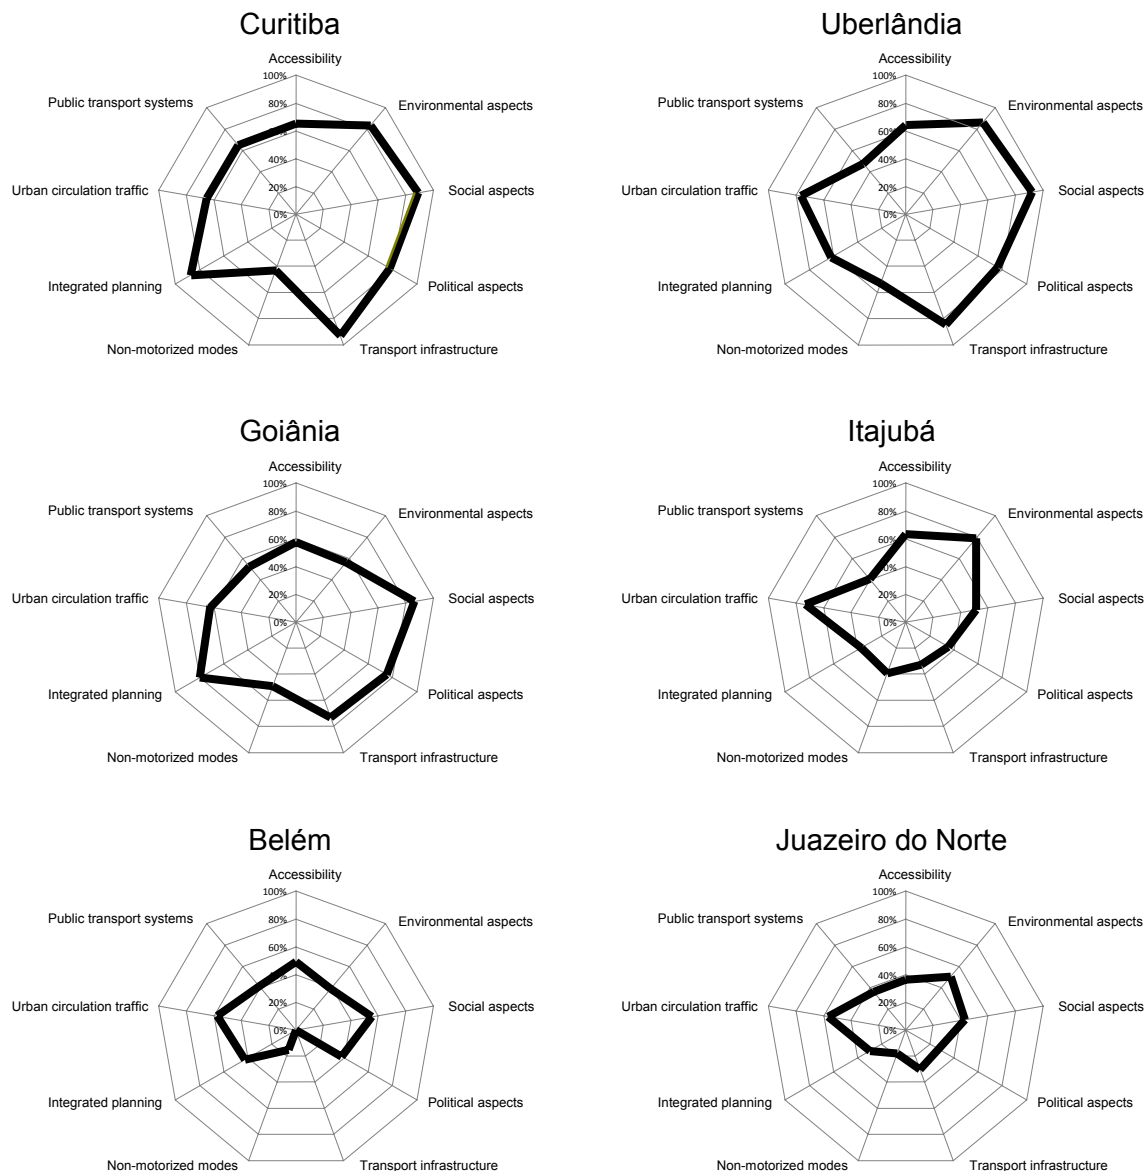 Curitiba
Accessibility
100%
Public transport systems
Environmental aspects
80%
Urban circulation traffic
40%
Social aspects
20%
0%
Integrated planning
Political aspects
Non-motorized modes
Transport infrastructure
Uberlândia
Accessibility
100%
Public transport systems
Environmental aspects
80%
Urban circulation traffic
40%
Social aspects
20%
0%
Integrated planning
Political aspects
Non-motorized modes
Transport infrastructure
Goiânia
Accessibility
100%
Public transport systems
Environmental aspects
80%
60%
Urban circulation traffic
40%
Social aspects
20%
0%
Integrated planning
Political aspects
Non-motorized modes
Transport infrastructure
Itajubá
Accessibility
100%
Public transport systems
Environmental aspects
80%
60%
Urban circulation traffic
40%
Social aspects
20%
0%
Integrated planning
Political aspects
Non-motorized modes
Transport infrastructure
Belém
Accessibility
100%
Public transport systems
Environmental aspects
80%
60%
40%
Urban circulation traffic
20%
Social aspects
0%
Integrated planning
Political aspects
Non-motorized modes
Transport infrastructure
Juazeiro do Norte
Accessibility
100%
Public transport systems
Environmental aspects
80%
60%
40%
Urban circulation traffic
20%
Social aspects
0%
Integrated planning
Political aspects
Non-motorized modes
Transport infrastructure